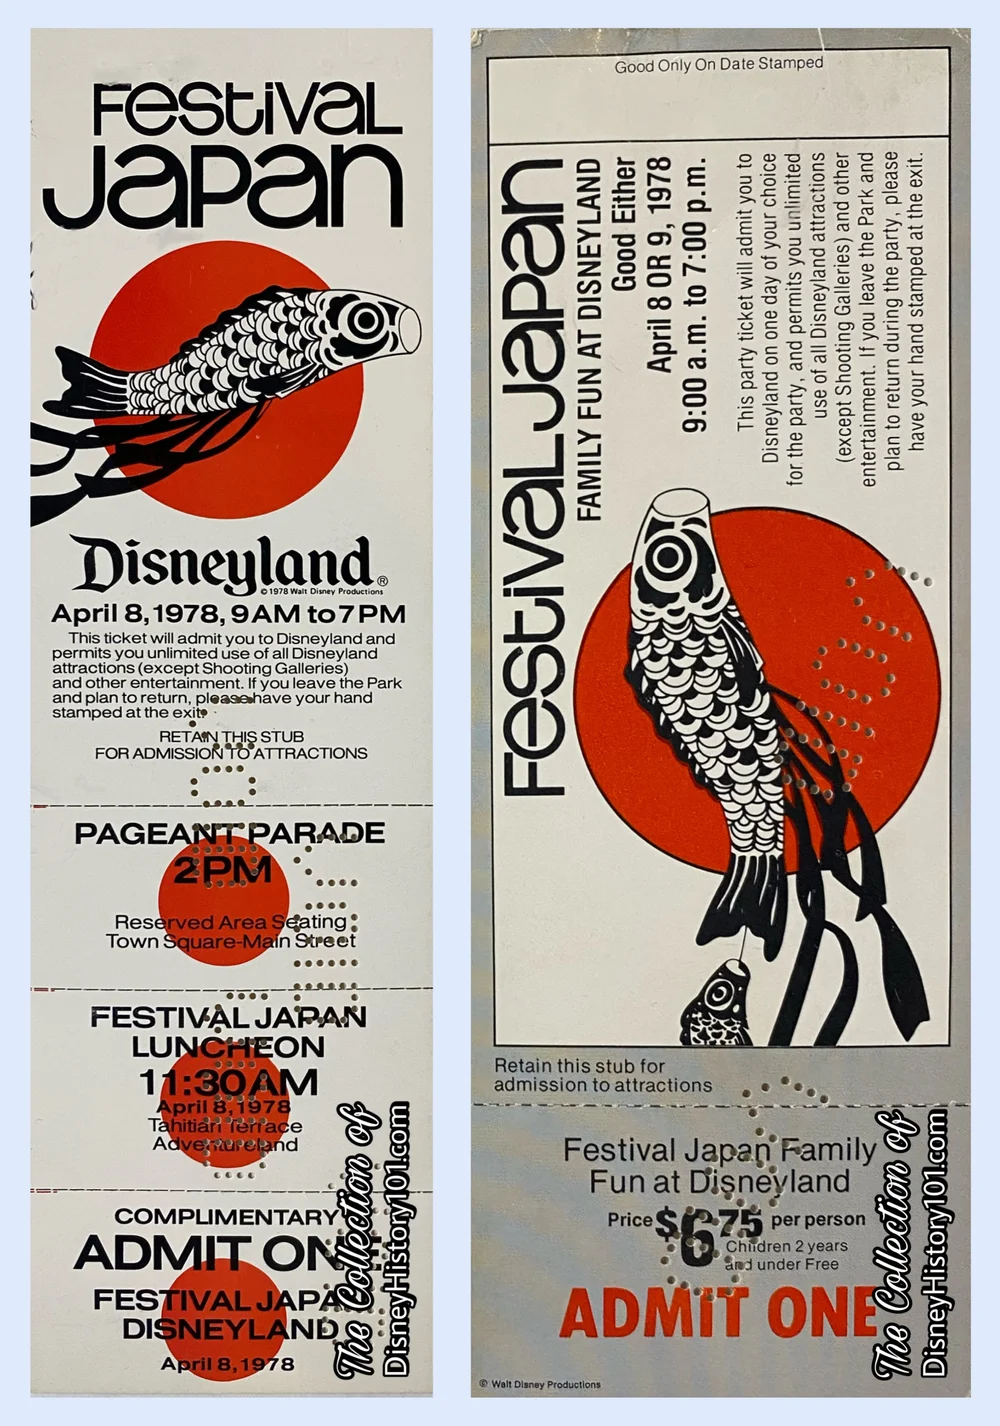 Festival
Japan
Disneyland®
©1978 Walt Disney Productions
April 8, 1978, 9AM to 7PM
This ticket will admit you to Disneyland and
permits you unlimited use of all Disneyland
attractions (except Shooting Galleries)
and other entertainment. If you leave the Park
and plan to return, please have your hand
stamped at the exit.
RETAIN THIS STUB
FOR ADMISSION TO ATTRACTIONS
PAGEANT PARADE
2PM
Reserved Area Seating
Town Square-Main Street
FESTIVAL JAPAN
LUNCHEON
11:30AM
April 8, 1978
Tahitian Terrace
Adventureland
COMPLIMENTARY
ADMIT ONE
FESTIVAL JAPAN
DISNEYLAND
April 8, 1978
The Collection of
DisneyHistory101.com
Good Only On Date Stamped
Festival Japan
FAMILY FUN AT DISNEYLAND
Good Either
April 8 OR 9, 1978
9:00 a.m. to 7:00 p.m.
This party ticket will admit you to
Disneyland on one day of your choice
for the party, and permits you unlimited
use of all Disneyland attractions
(except Shooting Galleries) and other
entertainment. If you leave the Park and
plan to return during the party, please
have your hand stamped at the exit.
Retain this stub for
admission to attractions
Festival Japan Family
Fun at Disneyland
Price $6.75 per person
Children 2 years
and under Free
ADMIT ONE
© Walt Disney Productions
The Collection of
DisneyHistory101.com